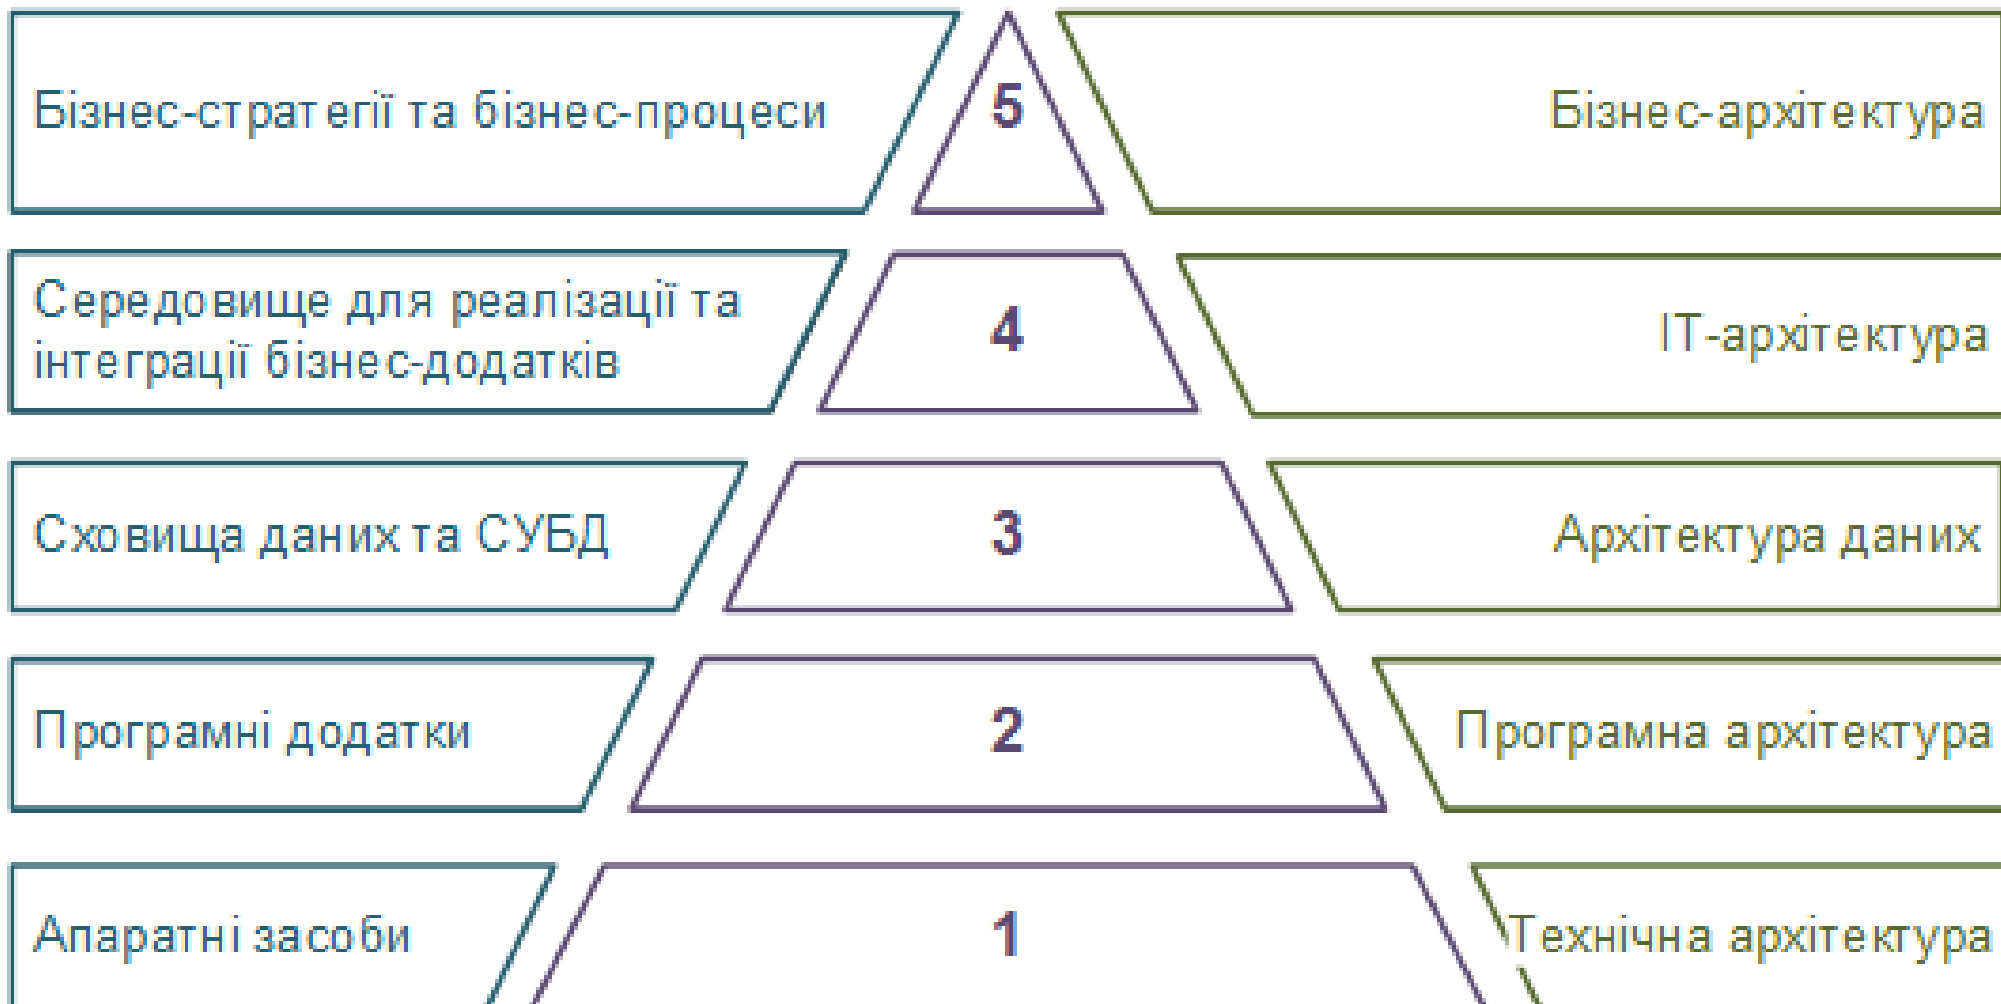 Бізнес-стратегії та бізнес-процеси
5
Бізнес-архітектура
Середовище для реалізації та
інтеграції бізнес-додатків
4
ІТ-архітектура
Сховища даних та СУБД
3
Архітектура даних
Програмні додатки
2
Програмна архітектура
Апаратні засоби
1
Технічна архітектура